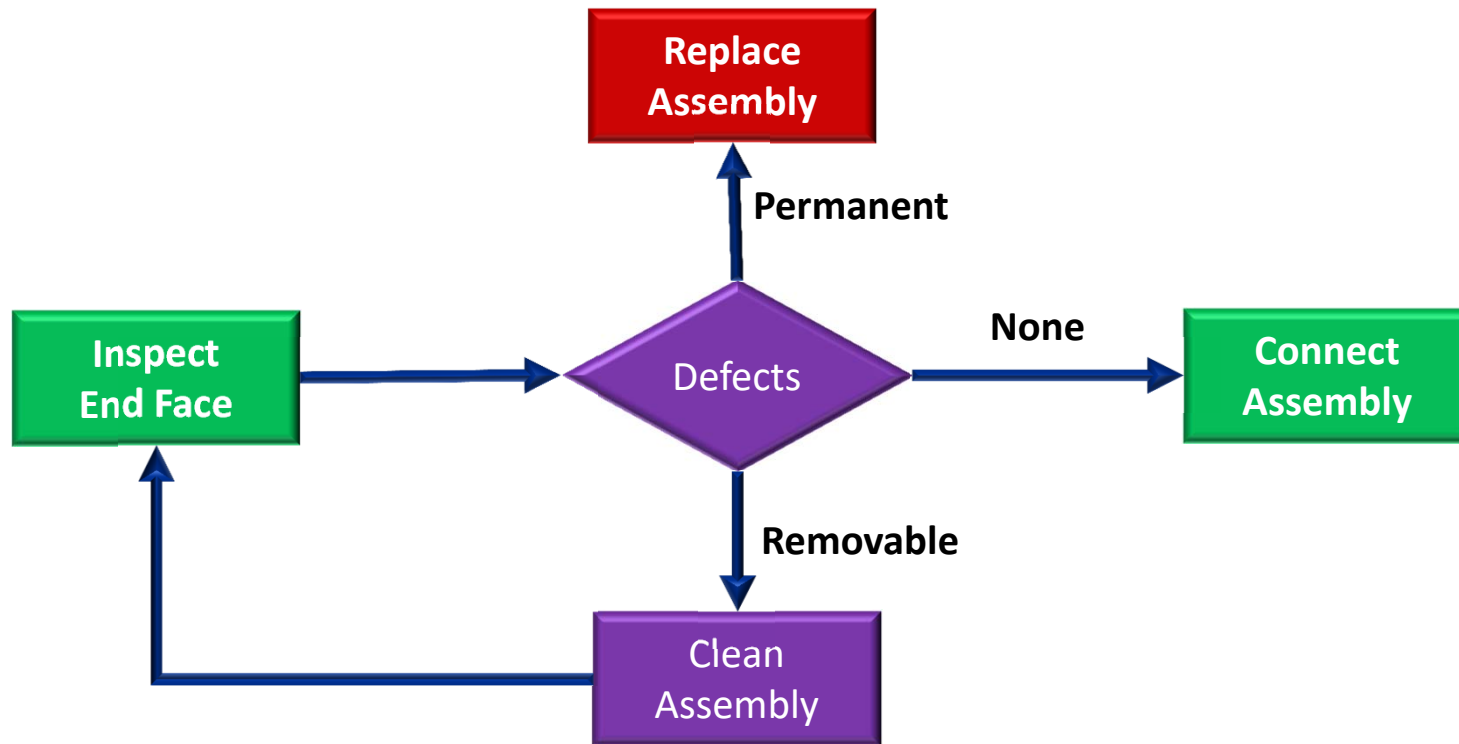 Replace
Assembly
Permanent
None
Inspect
End Face
Defects
Connect
Assembly
Removable
Clean
Assembly